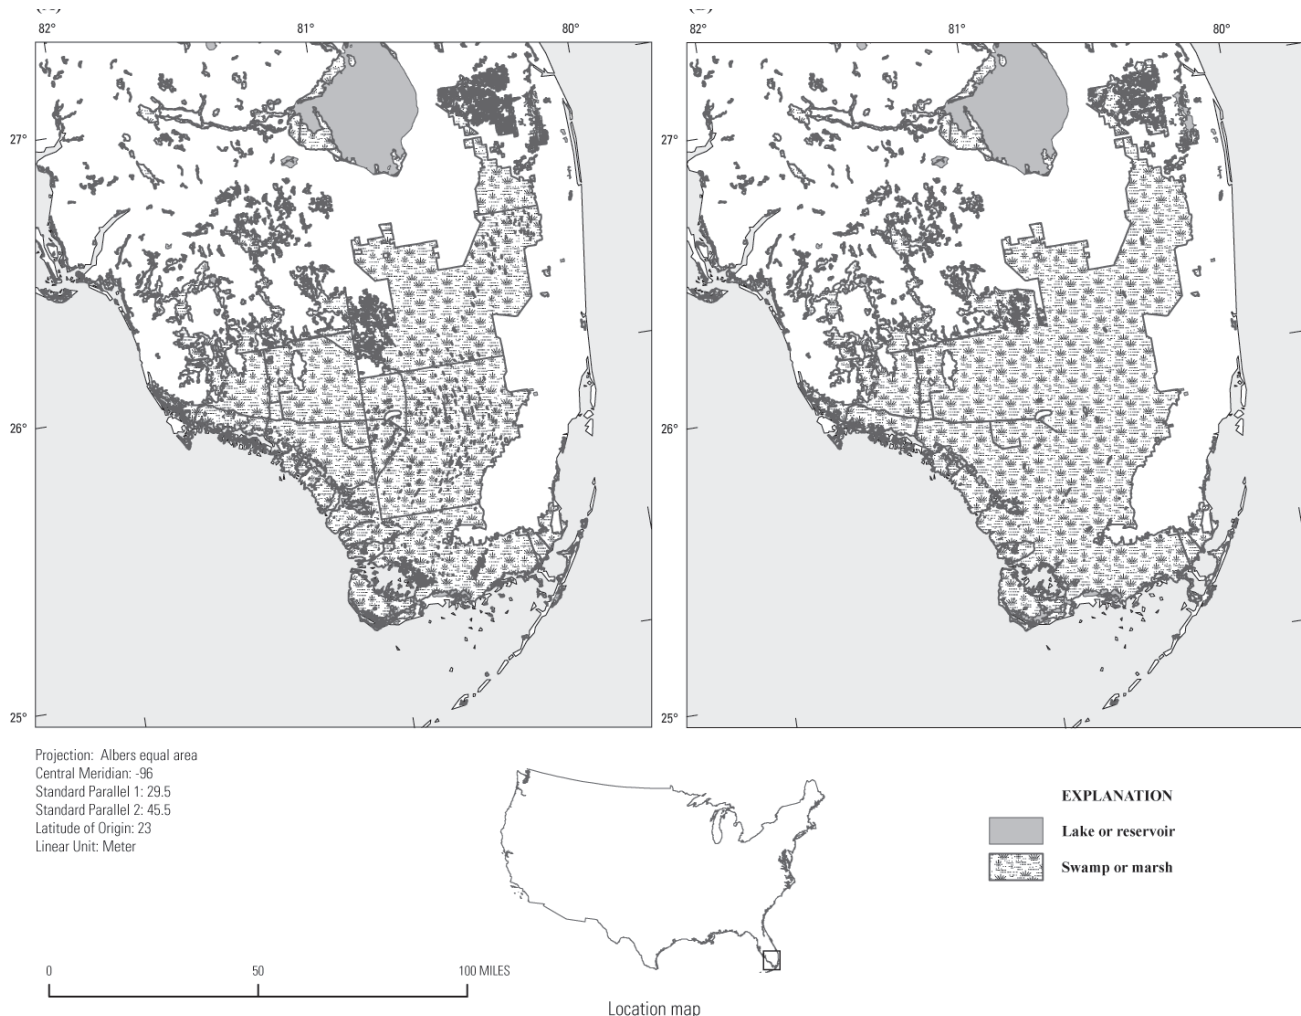 82° 81° 80° 82° 81° 80°
27° 27°
26° 26°
25° 25°
Projection: Albers equal area
Central Meridian: -96
Standard Parallel 1: 29.5
Standard Parallel 2: 45.5
Latitude of Origin: 23
Linear Unit: Meter
EXPLANATION
Lake or reservoir
Swamp or marsh
0 50 100 MILES
Location map